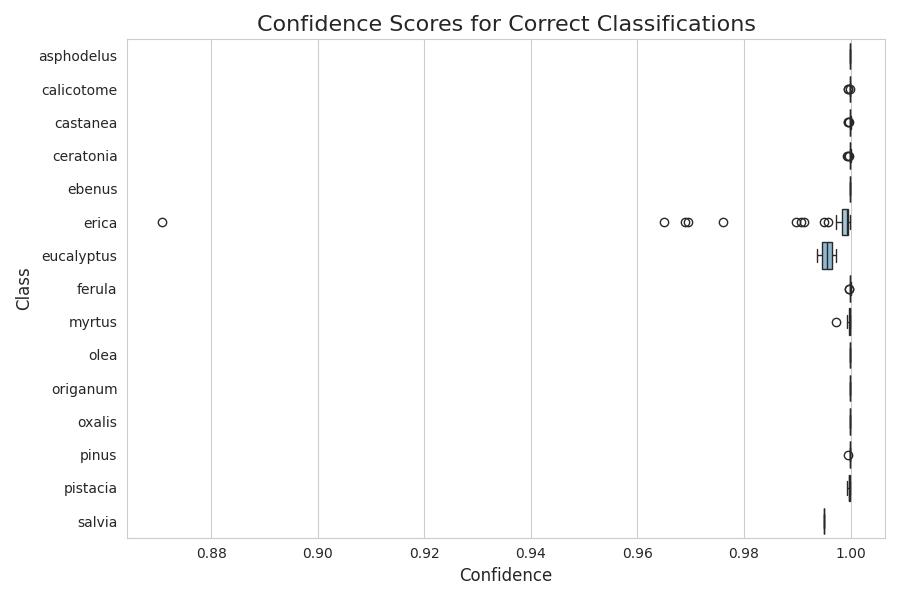 Confidence Scores for Correct Classifications
asphodelus
calicotome
castanea
ceratonia
ebenus
erica
eucalyptus
ferula
myrtus
olea
origanum
oxalis
pinus
pistacia
salvia
Class
0.88 0.90 0.92 0.94 0.96 0.98 1.00
Confidence